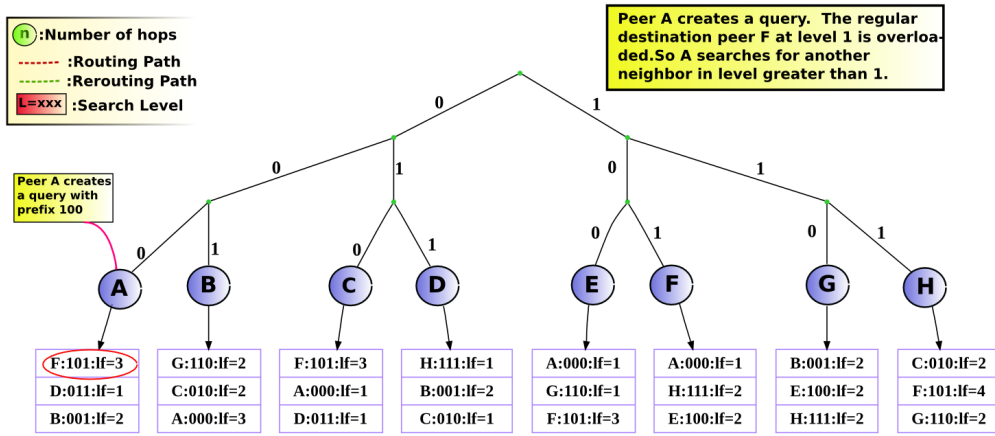 n :Number of hops
:Routing Path
:Rerouting Path
L=xxx :Search Level
Peer A creates a query. The regular
destination peer F at level 1 is overloa-
ded.So A searches for another
neighbor in level greater than 1.
0 1
0 1 0 1
Peer A creates
a query with
prefix 100
0 1 0 1 0 1 0 1
A B C D E F G H
F:101:lf=3 G:110:lf=2 F:101:lf=3 H:111:lf=1 A:000:lf=1 A:000:lf=1 B:001:lf=2 C:010:lf=2
D:011:lf=1 C:010:lf=2 A:000:lf=1 B:001:lf=2 G:110:lf=1 H:111:lf=2 E:100:lf=2 F:101:lf=4
B:001:lf=2 A:000:lf=3 D:011:lf=1 C:010:lf=1 F:101:lf=3 E:100:lf=2 H:111:lf=2 G:110:lf=2